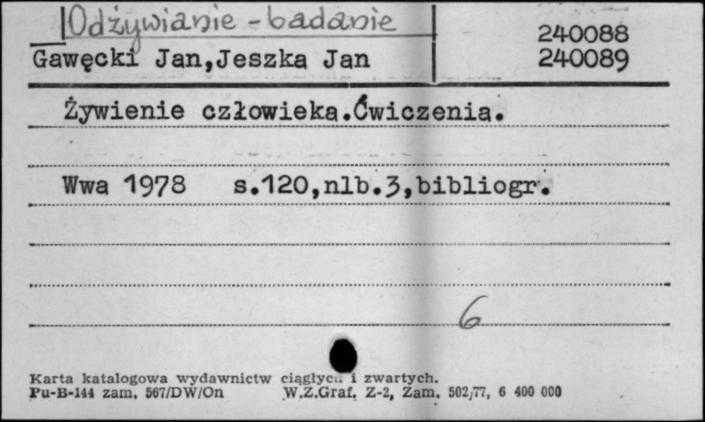 Odżywianie - badanie
240088
Gawęcki Jan,Jeszka Jan 240089
Żywienie człowieka.Ćwiczenia.
Wwa 1978 s.120,nlb.3,bibliogr.
6
Karta katalogowa wydawnictw ciągłych i zwartych.
Pu-B-144 zam. 567/DW/On W.Z.Graf. Z-2, Zam. 502/77, 6 400 000